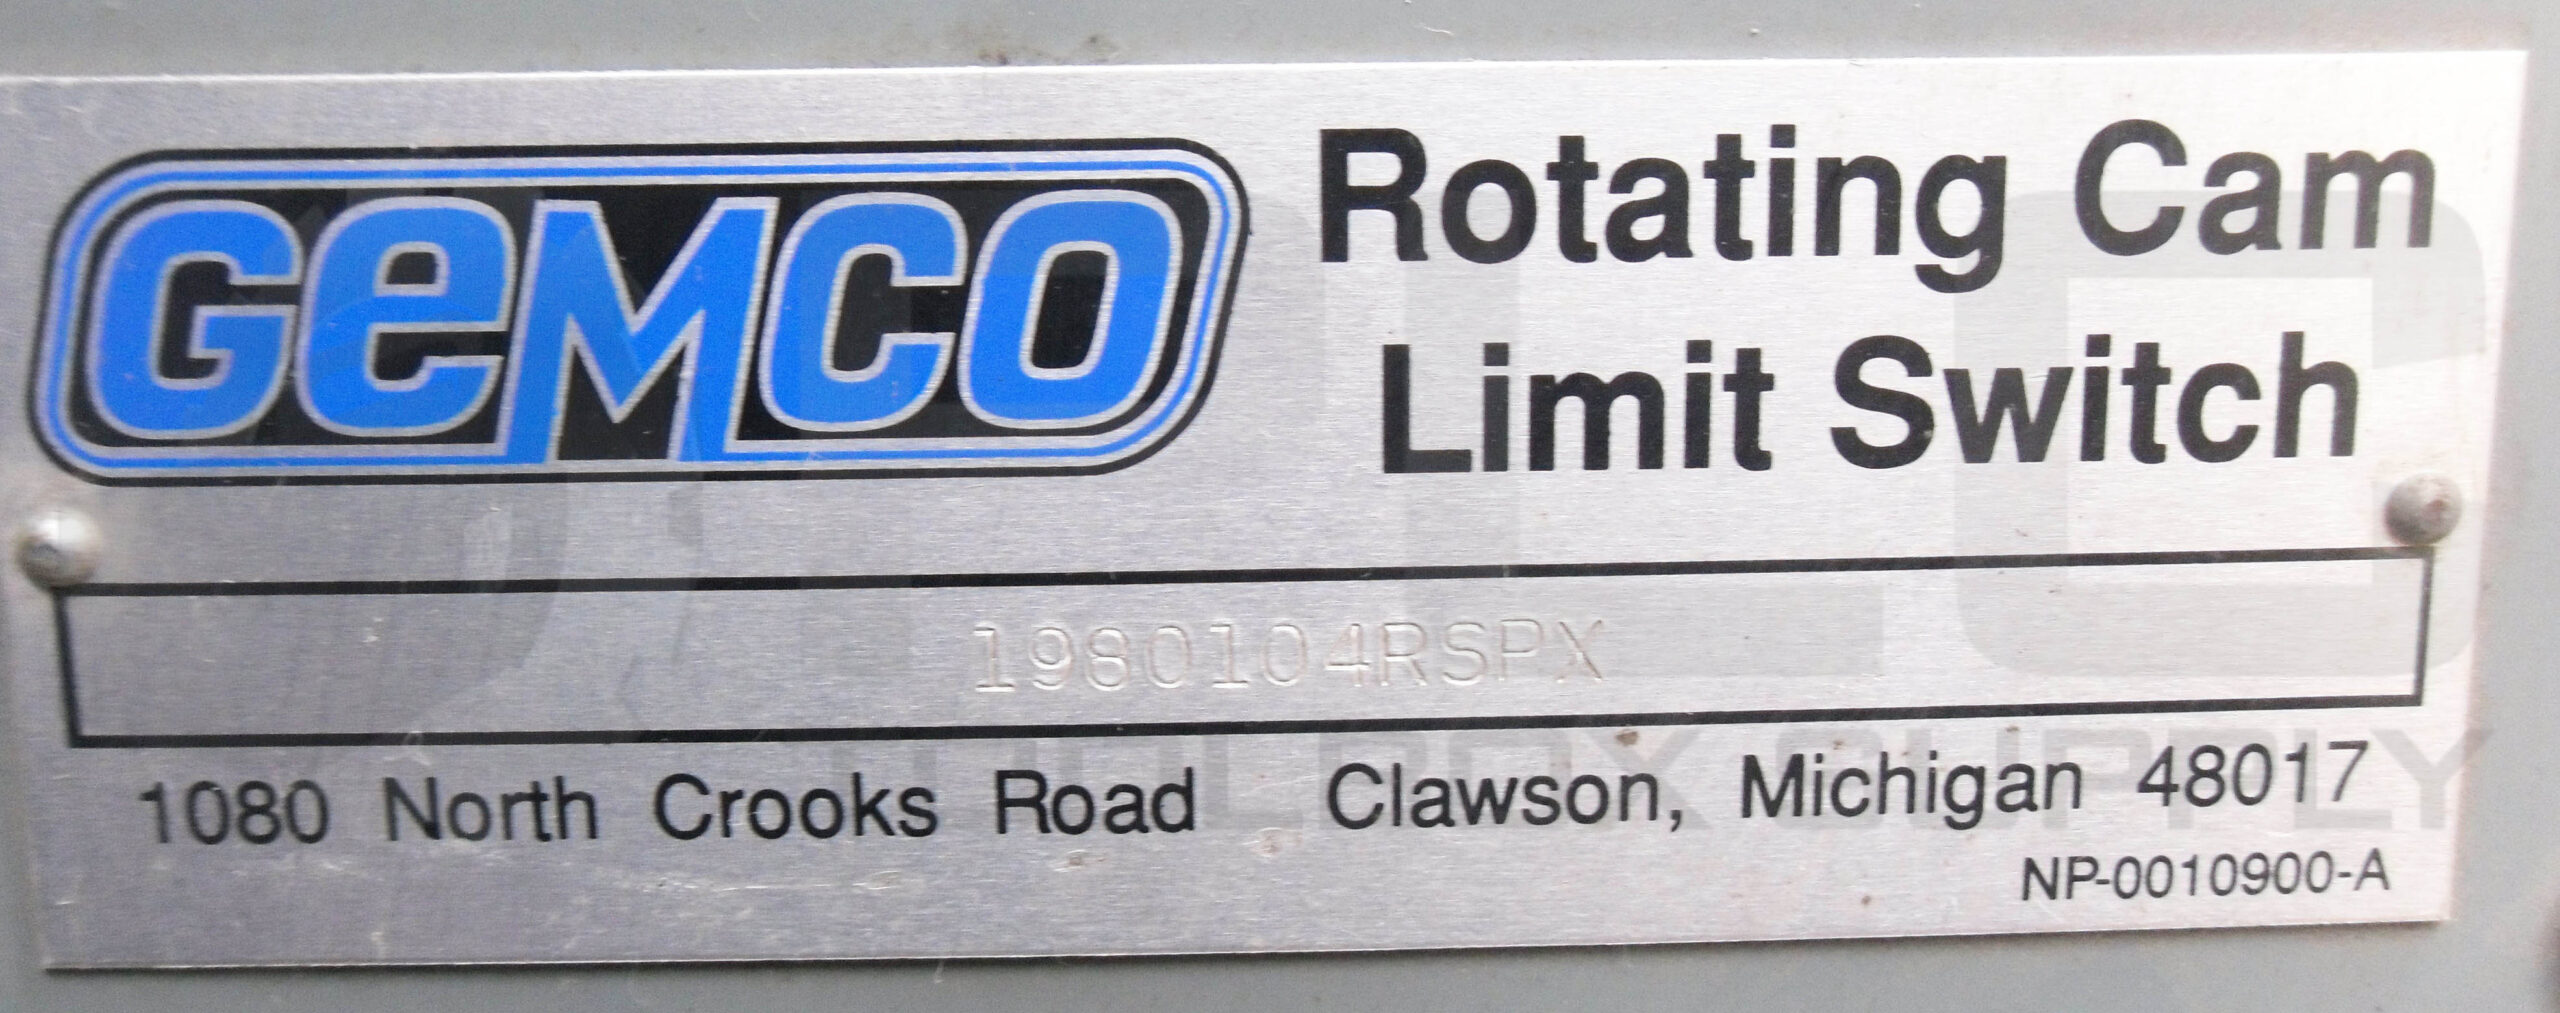 GEMCO
Rotating Cam
Limit Switch
1980104RSPX
1080 North Crooks Road Clawson, Michigan 48017
NP-0010900-A